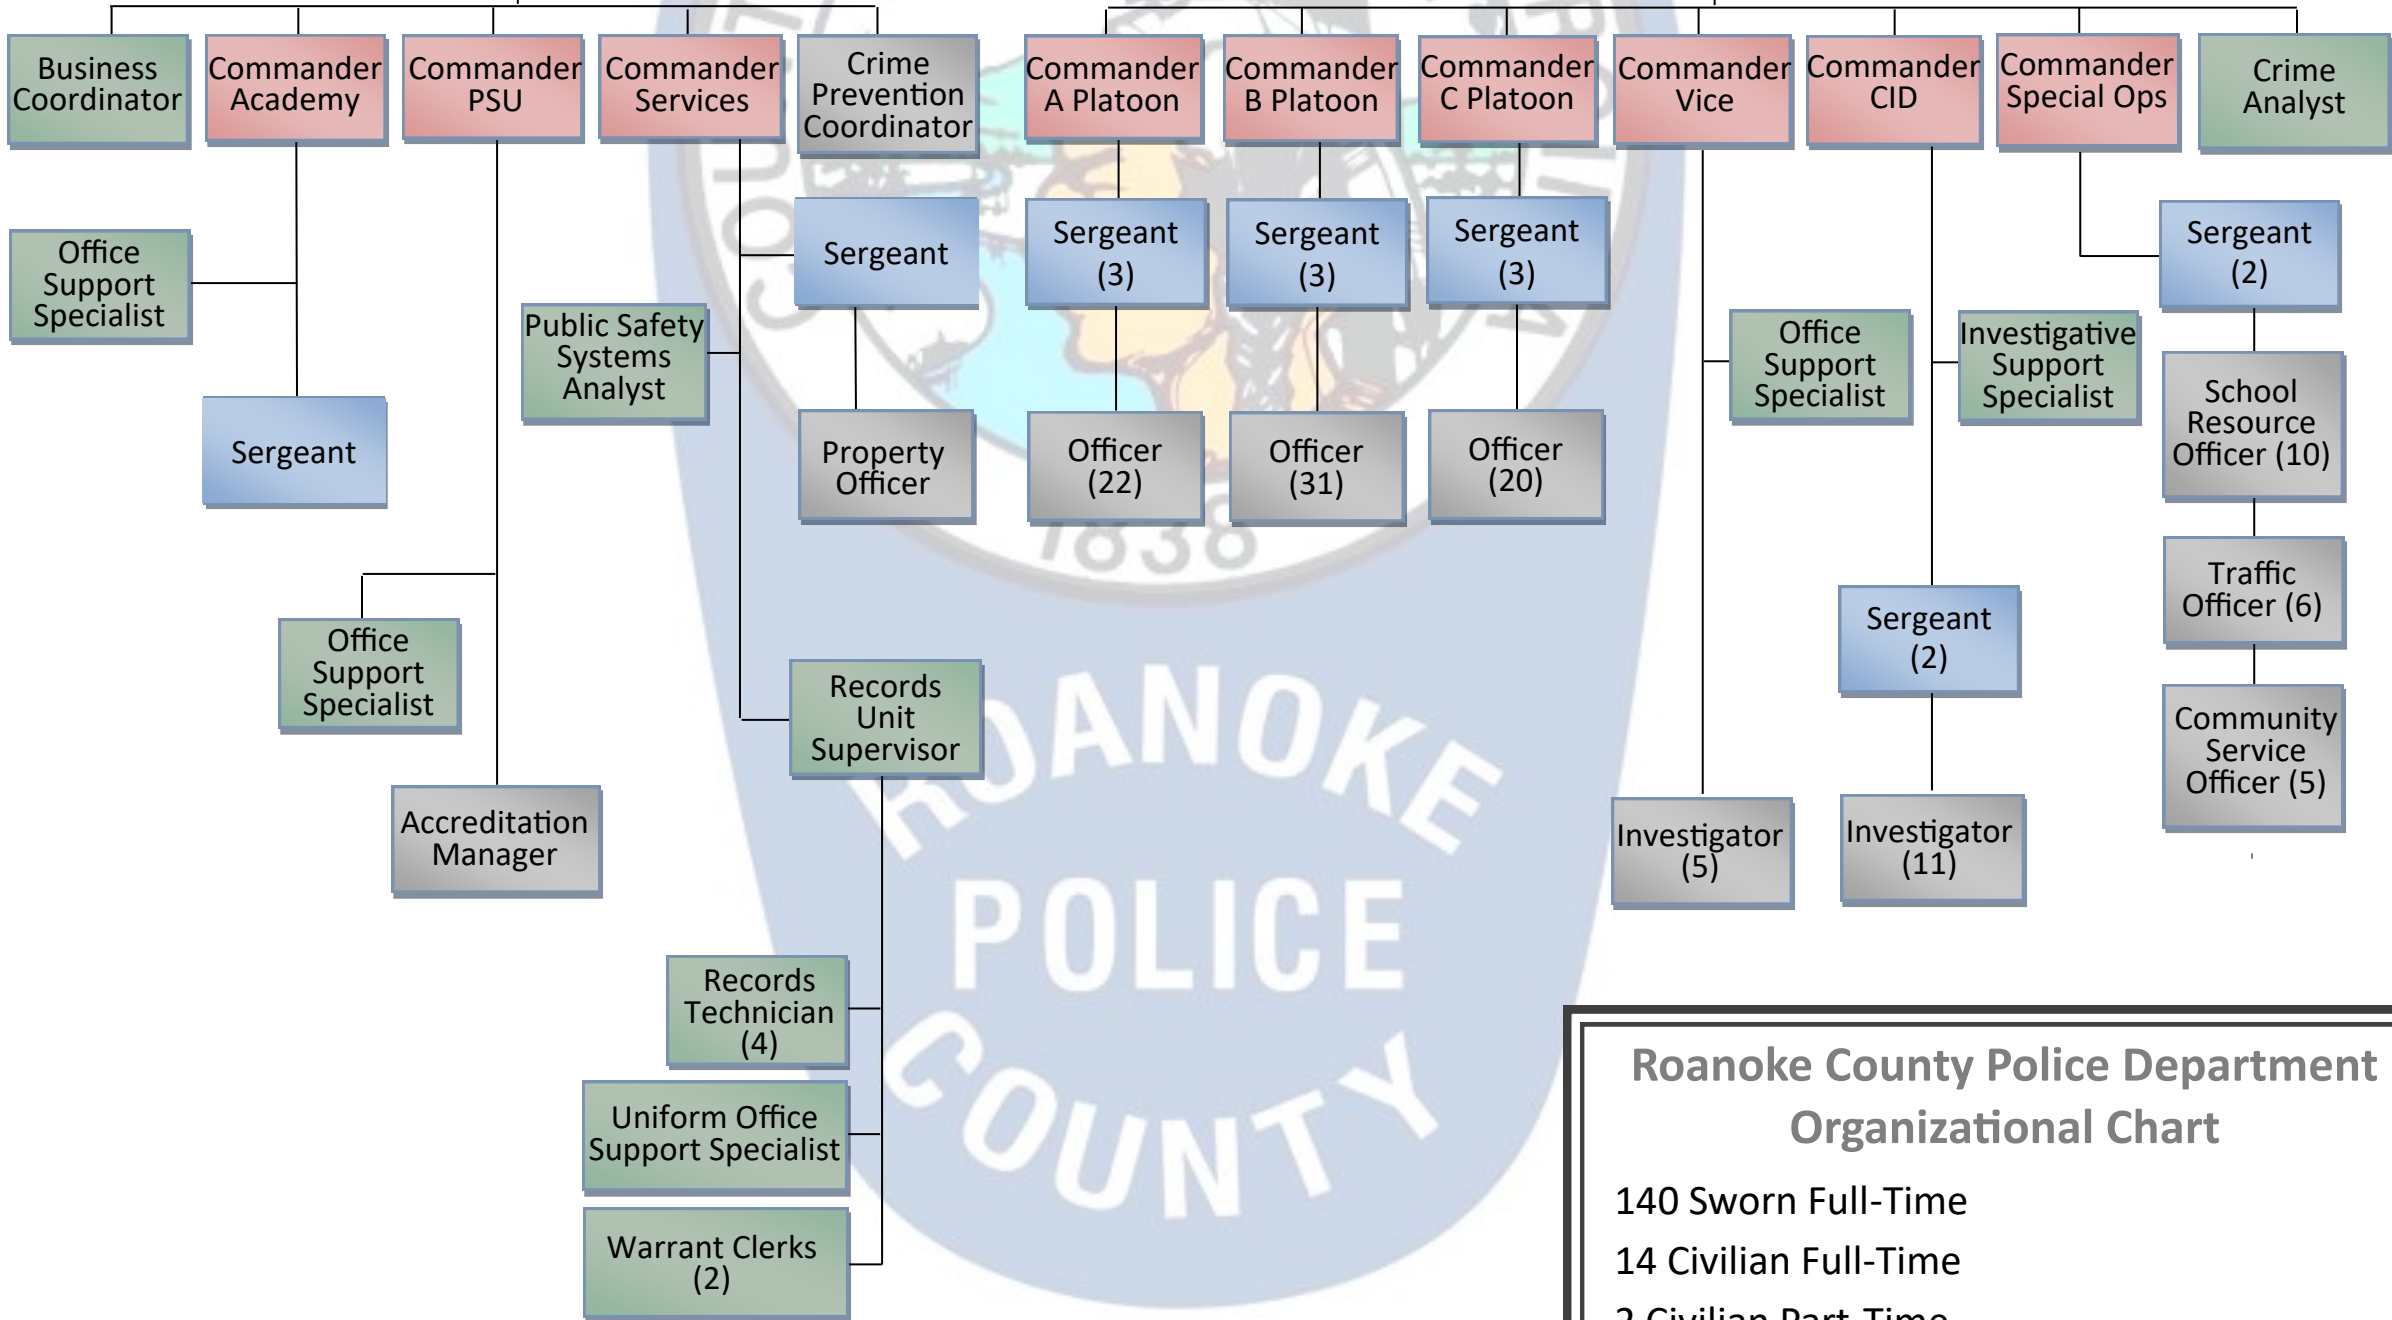 Business
Coordinator
Commander
Academy
Commander
PSU
Commander
Services
Crime
Prevention
Coordinator
Commander
A Platoon
Commander
B Platoon
Commander
C Platoon
Commander
Vice
Commander
CID
Commander
Special Ops
Crime
Analyst
Office
Support
Specialist
Sergeant
Office
Support
Specialist
Accreditation
Manager
Public Safety
Systems
Analyst
Sergeant
Property
Officer
Records
Unit
Supervisor
Records
Technician
(4)
Uniform Office
Support Specialist
Warrant Clerks
(2)
Sergeant
(3)
Officer
(22)
Sergeant
(3)
Officer
(31)
Sergeant
(3)
Officer
(20)
Office
Support
Specialist
Investigator
(5)
Investigative
Support
Specialist
Sergeant
(2)
Investigator
(11)
Sergeant
(2)
School
Resource
Officer (10)
Traffic
Officer (6)
Community
Service
Officer (5)
1838
ROANOKE
POLICE
COUNTY
Roanoke County Police Department
Organizational Chart
140 Sworn Full-Time
14 Civilian Full-Time
2 Civilian Part-Time